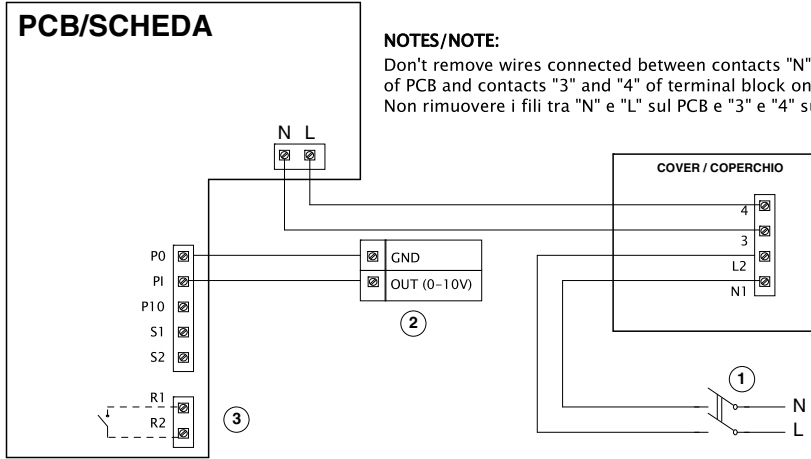 PCB/SCHEDA
NOTES/NOTE:
Don't remove wires connected between contacts "N"
of PCB and contacts "3" and "4" of terminal block on
Non rimuovere i fili tra "N" e "L" sul PCB e "3" e "4" s
N L
COVER / COPERCHIO
4
3
L2
N1
P0
PI
P10
S1
S2
GND
OUT (0-10V)
2
1
R1
R2
3
N
L